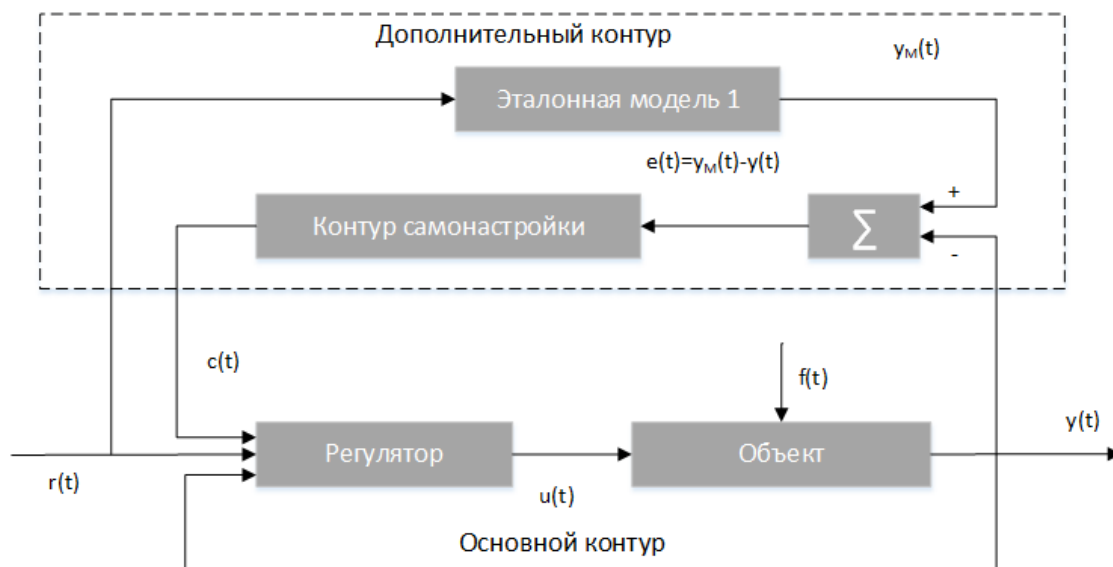 Дополнительный контур
yм(t)
Эталонная модель 1
e(t)=yм(t)-y(t)
+
Контур самонастройки
∑
-
c(t)
f(t)
y(t)
Регулятор
Объект
r(t)
u(t)
Основной контур